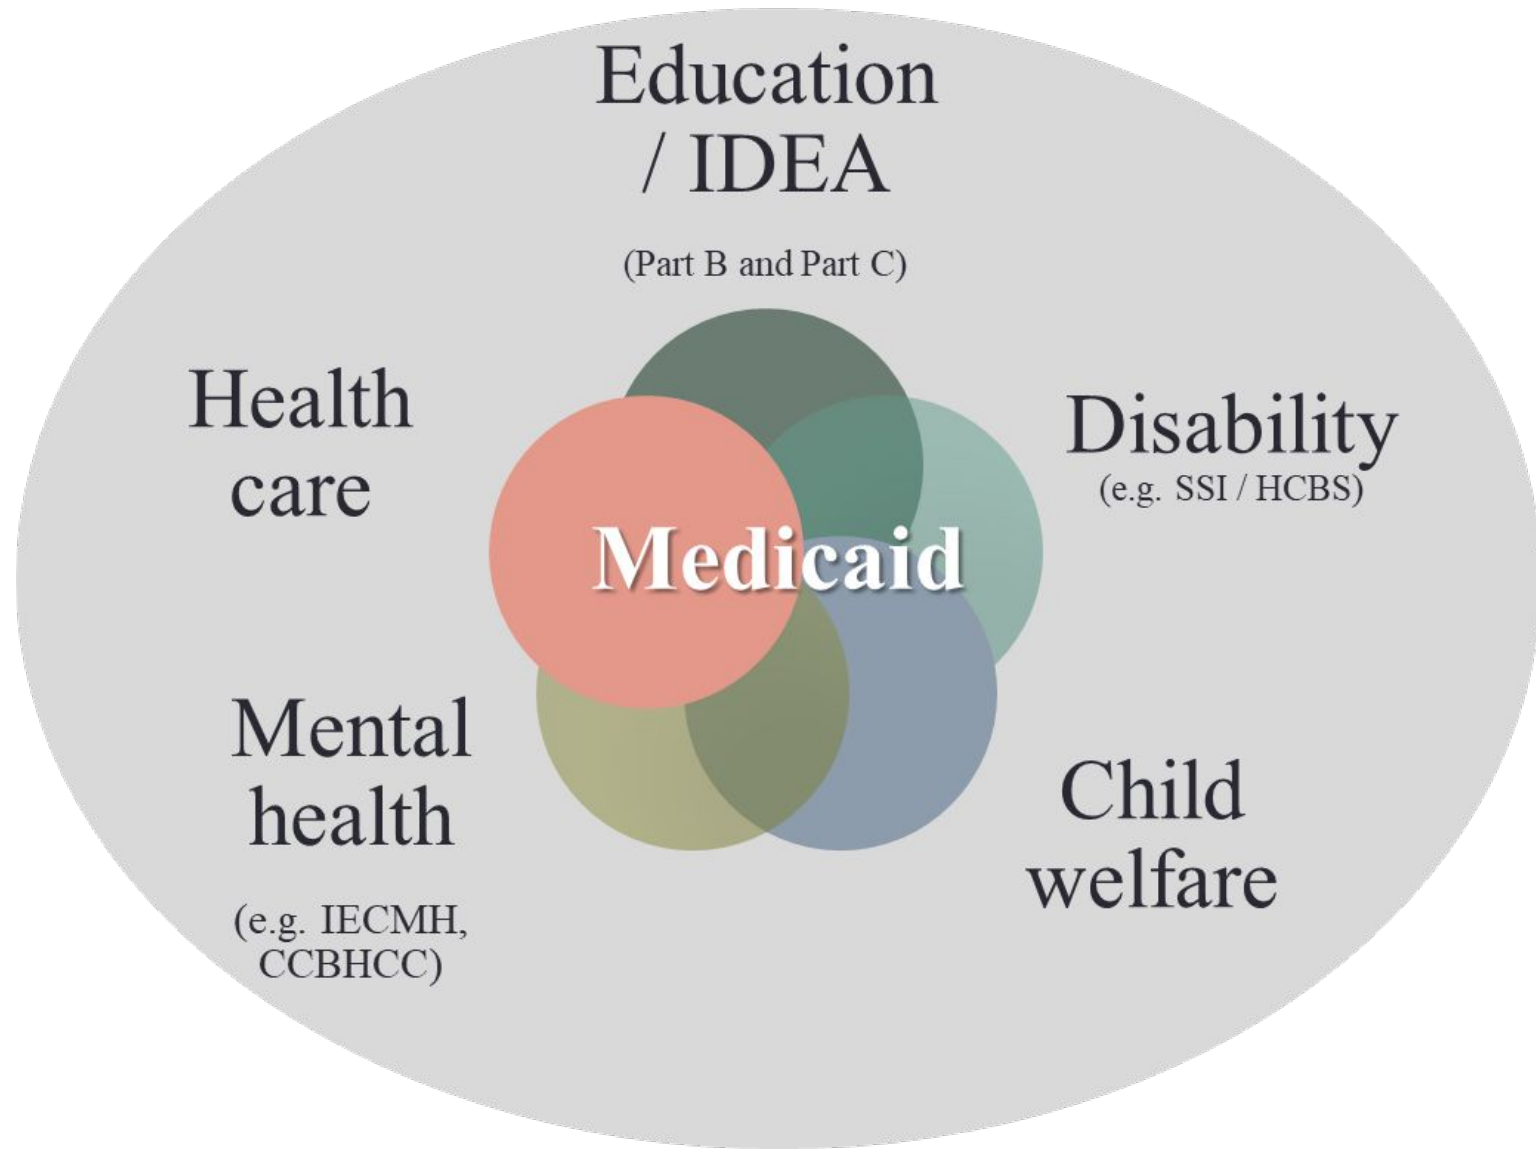 Education
/ IDEA
(Part B and Part C)
Health
care
Disability
(e.g. SSI / HCBS)
Medicaid
Mental
health
(e.g. IECMH,
CCBHCC)
Child
welfare